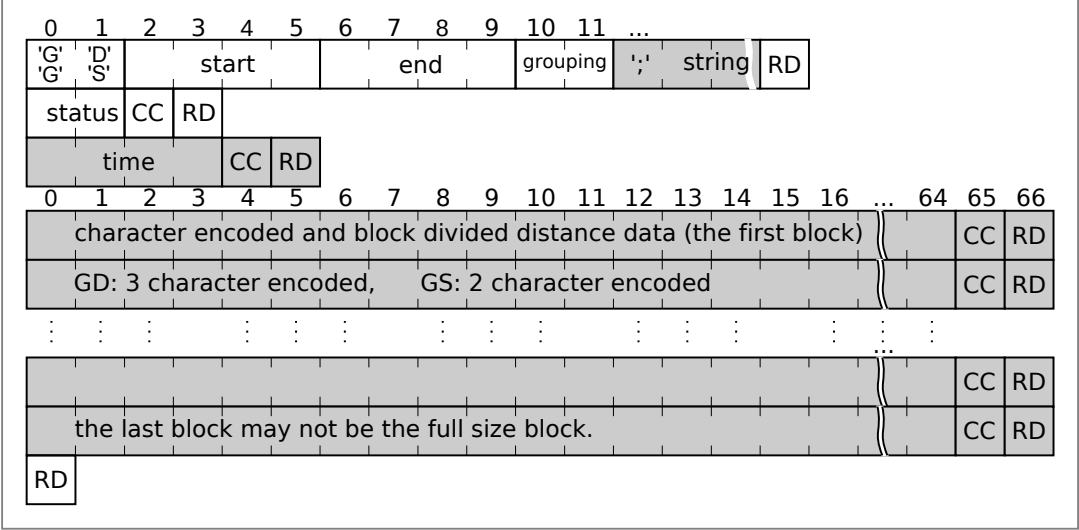 0 1 2 3 4 5 6 7 8 9 10 11 ...
'G' 'D' start end grouping ';' string RD
'G' 'S'
status CC RD
time CC RD
0 1 2 3 4 5 6 7 8 9 10 11 12 13 14 15 16 ... 64 65 66
character encoded and block divided distance data (the first block) CC RD
GD: 3 character encoded, GS: 2 character encoded CC RD
...
CC RD
the last block may not be the full size block. CC RD
RD